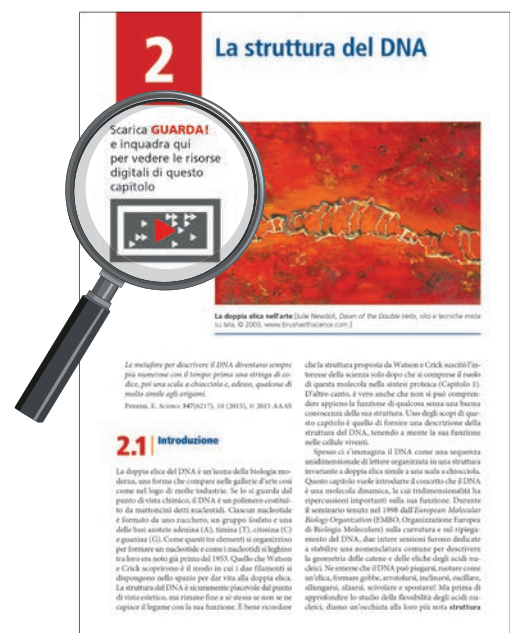 2
La struttura del DNA
Scarica GUARDA!
e inquadra qui
per vedere le risorse
digitali di questo
capitolo
La doppia elica nell'arte [Julie Newdoll, Dawn of the Double Helix, olio e tecniche miste
su tela, © 2003, www.brushwithscience.com.]
Le metafore per descrivere il DNA diventano sempre
più numerose con il tempo: prima una stringa di co-
dice, poi una scala a chiocciola e, adesso, qualcosa di
molto simile agli origami.
Pennisi, E. Science 347(6217), 10 (2015), © 2015 AAAS
2.1 Introduzione
La doppia elica del DNA è un'icona della biologia mo-
derna, una forma che compare nelle gallerie d'arte così
come nel logo di molte industrie. Se lo si guarda dal
punto di vista chimico, il DNA è un polimero costitui-
to da mattoncini detti nucleotidi. Ciascun nucleotide
è formato da uno zucchero, un gruppo fosfato e una
delle basi azotate adenina (A), timina (T), citosina (C)
e guanina (G). Come questi tre elementi si organizzino
per formare un nucleotide e come i nucleotidi si leghino
tra loro era noto già prima del 1953. Quello che Watson
e Crick scoprirono è il modo in cui i due filamenti si
dispongono nello spazio per dar vita alla doppia elica.
La struttura del DNA è sicuramente piacevole dal punto
di vista estetico, ma rimane fine a sé stessa se non se ne
capisce il legame con la sua funzione. È bene ricordare
che la struttura proposta da Watson e Crick suscitò l'in-
teresse della scienza solo dopo che si comprese il ruolo
di questa molecola nella sintesi proteica (Capitolo 1).
D'altro canto, è vero anche che non si può compren-
dere appieno la funzione di qualcosa senza una buona
conoscenza della sua struttura. Uno degli scopi di que-
sto capitolo è quello di fornire una descrizione della
struttura del DNA, tenendo a mente la sua funzione
nelle cellule viventi.
Spesso ci s'immagina il DNA come una sequenza
unidimensionale di lettere organizzata in una struttura
invariante a doppia elica simile a una scala a chiocciola.
Questo capitolo vuole introdurre il concetto che il DNA
è una molecola dinamica, la cui tridimensionalità ha
ripercussioni importanti sulla sua funzione. Durante
il seminario tenuto nel 1998 dall'European Molecular
Biology Organization (EMBO; Organizzazione Europea
di Biologia Molecolare) sulla curvatura e sul ripiega-
mento del DNA, due intere sessioni furono dedicate
a stabilire una nomenclatura comune per descrivere
la geometria delle catene e delle eliche degli acidi nu-
cleici. Ne emerse che il DNA può piegarsi, ruotare come
un'elica, formare gobbe, arrotolarsi, inclinarsi, oscillare,
allungarsi, alzarsi, scivolare e spostarsi! Ma prima di
approfondire lo studio della flessibilità degli acidi nu-
cleici, diamo un'occhiata alla loro più nota struttura